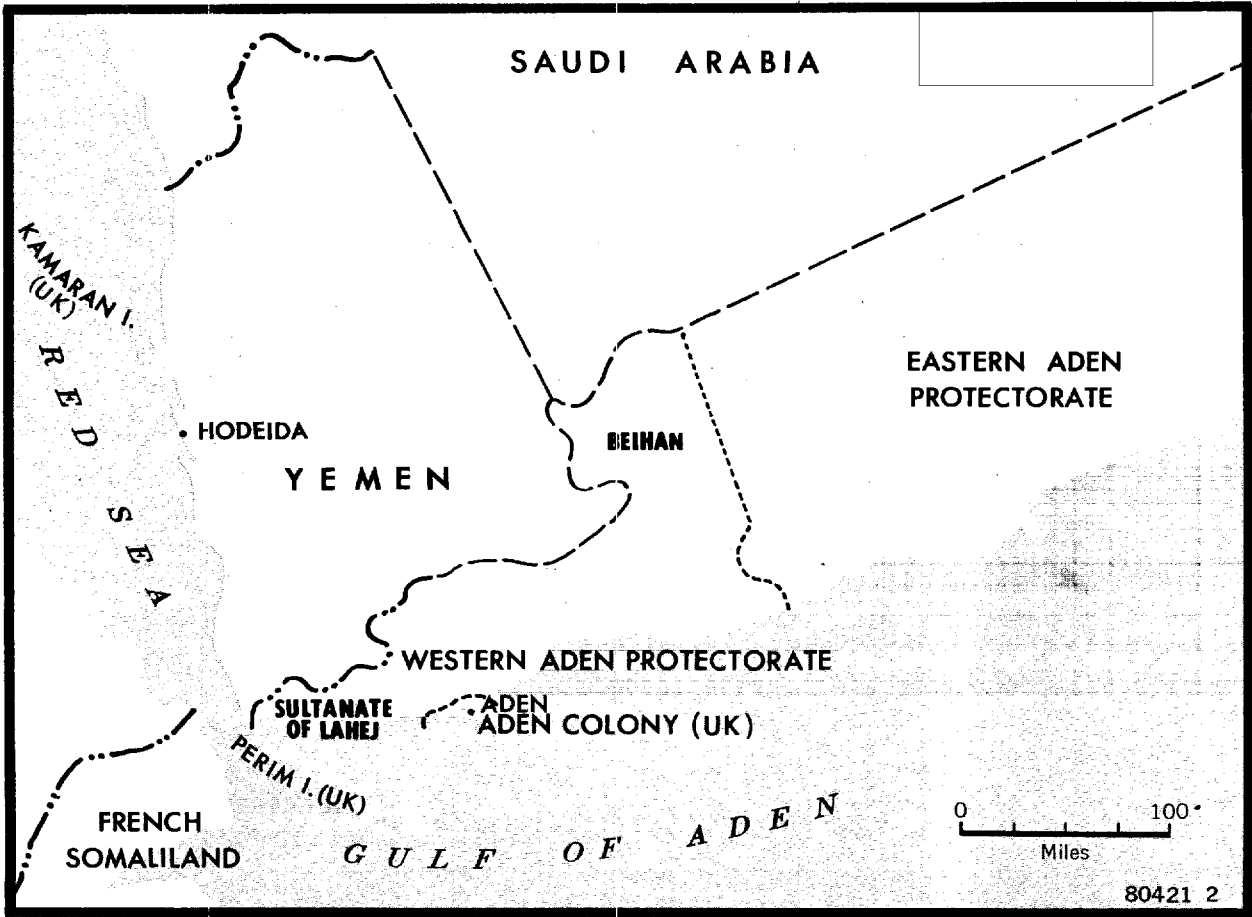 SAUDI ARABIA
KAMARAN I.
(UK)
RED SEA
EASTERN ADEN
PROTECTORATE
HODEIDA
BEIHAN
YEMEN
WESTERN ADEN PROTECTORATE
SULTANATE
OF LAHEJ
ADEN
ADEN COLONY (UK)
PERIM I. (UK)
FRENCH
SOMALILAND
GULF OF ADEN
0 100
Miles
80421 2